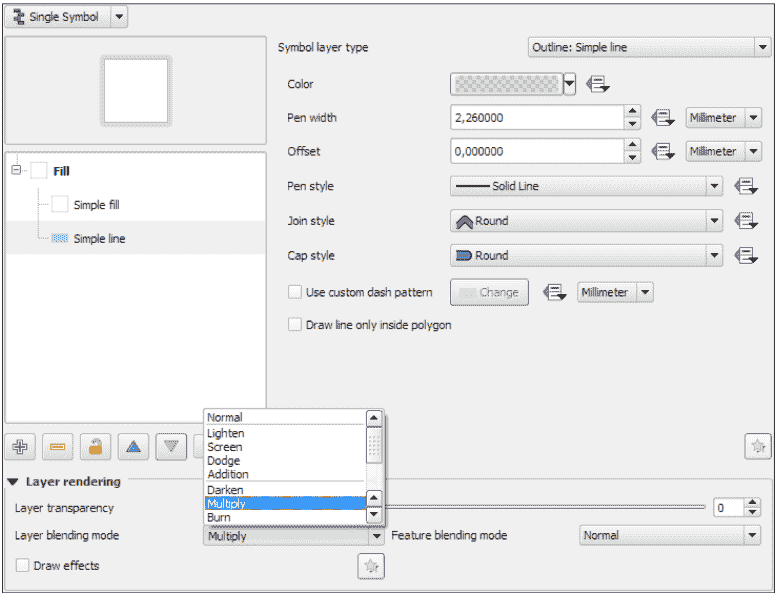 Single Symbol
Symbol layer type Outline: Simple line
Color
Pen width 2,260000 Millimeter
Offset 0,000000 Millimeter
Fill
Pen style Solid Line
Simple fill
Join style Round
Simple line
Cap style Round
Use custom dash pattern Change Millimeter
Draw line only inside polygon
Normal
Lighten
Screen
Dodge
Addition
Darken
Multiply
Burn
Layer rendering
Layer transparency 0
Layer blending mode Multiply Feature blending mode Normal
Draw effects